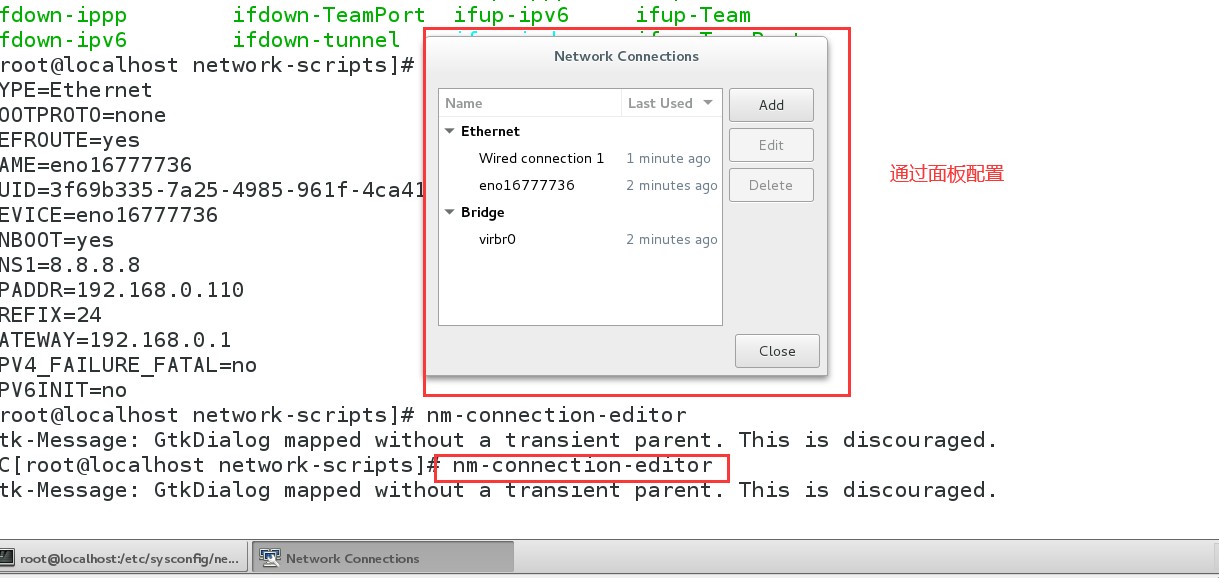 fdown-ippp ifdown-TeamPort ifup-ipv6 ifup-Team
fdown-ipv6 ifdown-tunnel
root@localhost network-scripts]#
YPE=Ethernet
OOTPROTO=none
EFROUTE=yes
AME=eno16777736
UID=3f69b335-7a25-4985-961f-4ca41
EVICE=eno16777736
NBOOT=yes
NS1=8.8.8.8
PADDR=192.168.0.110
REFIX=24
ATEWAY=192.168.0.1
PV4_FAILURE_FATAL=no
PV6INIT=no
Network Connections
Name Last Used
Add
Ethernet
Edit
Wired connection 1 1 minute ago
eno16777736 2 minutes ago
Delete
Bridge
virbr0 2 minutes ago
Close
通过面板配置
root@localhost network-scripts]# nm-connection-editor
tk-Message: GtkDialog mapped without a transient parent. This is discouraged.
C[root@localhost network-scripts]# nm-connection-editor
tk-Message: GtkDialog mapped without a transient parent. This is discouraged.
root@localhost:/etc/sysconfig/ne...
Network Connections